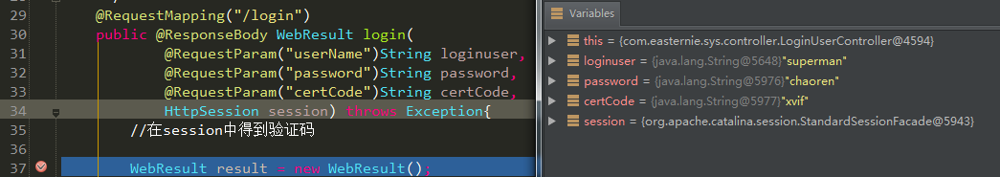 29 @RequestMapping("/login")
30 public @ResponseBody WebResult login(
31 @RequestParam("userName")String loginuser,
32 @RequestParam("password")String password,
33 @RequestParam("certCode")String certCode,
34 HttpSession session) throws Exception{
35 //在session中得到验证码
36
37 WebResult result = new WebResult();
Variables
this = {com.easternie.sys.controller.LoginUserController@4594}
loginuser = {java.lang.String@5648}"superman"
password = {java.lang.String@5976}"chaoren"
certCode = {java.lang.String@5977}"xvif"
session = {org.apache.catalina.session.StandardSessionFacade@5943}